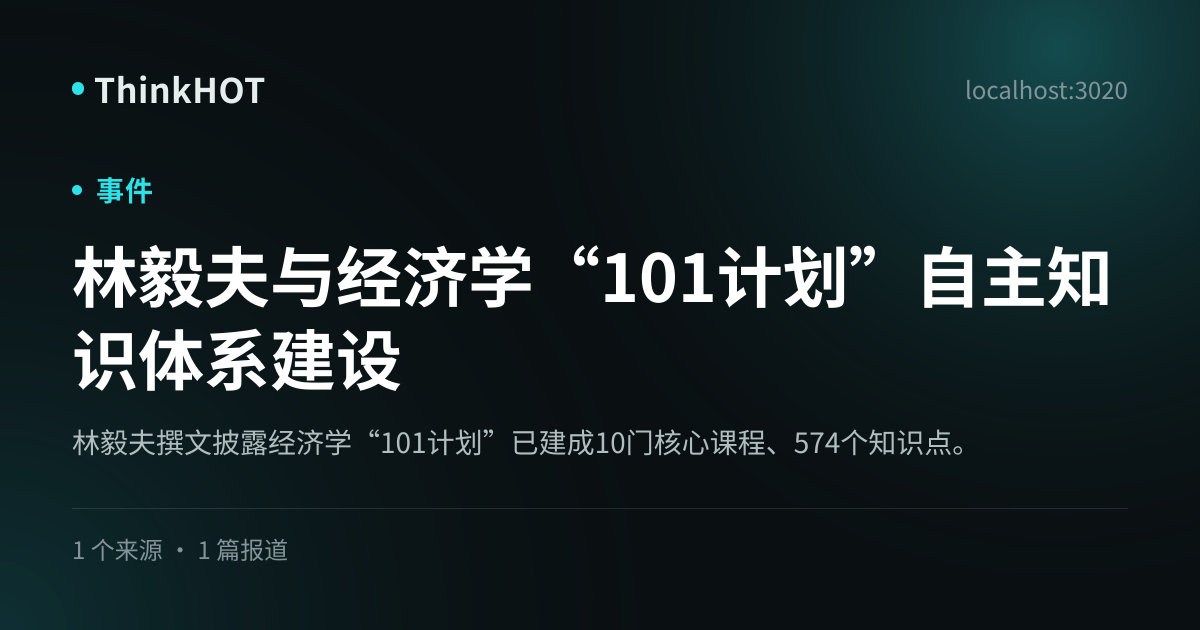 ThinkHOT
localhost:3020
事件
林毅夫与经济学“101计划”自主知
识体系建设
林毅夫撰文披露经济学“101计划”已建成10门核心课程、574个知识点。
1 个来源 · 1 篇报道